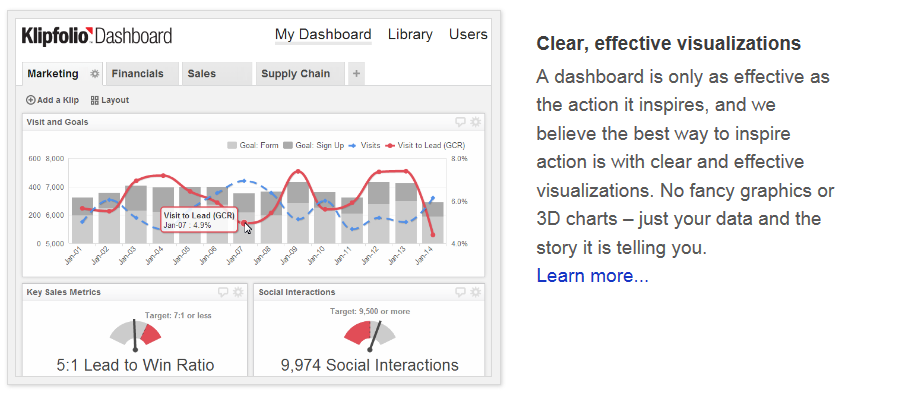 Klipfolio Dashboard
My Dashboard Library Users
Marketing Financials Sales Supply Chain +
Add a Klip Layout
Visit and Goals
Goal: Form Goal: Sign Up Visits Visit to Lead (GCR)
600 8,000 8.0%
400 7,000 6.0%
200 6,000
0 5,000 4.0%
Visit to Lead (GCR)
Jan-07 : 4.9%
Jan-01 Jan-02 Jan-03 Jan-04 Jan-05 Jan-06 Jan-07 Jan-08 Jan-09 Jan-10 Jan-11 Jan-12 Jan-13 Jan-14
Key Sales Metrics
Target: 7:1 or less
5:1 Lead to Win Ratio
Social Interactions
Target: 9,500 or more
9,974 Social Interactions
Clear, effective visualizations
A dashboard is only as effective as
the action it inspires, and we
believe the best way to inspire
action is with clear and effective
visualizations. No fancy graphics or
3D charts – just your data and the
story it is telling you.
Learn more...